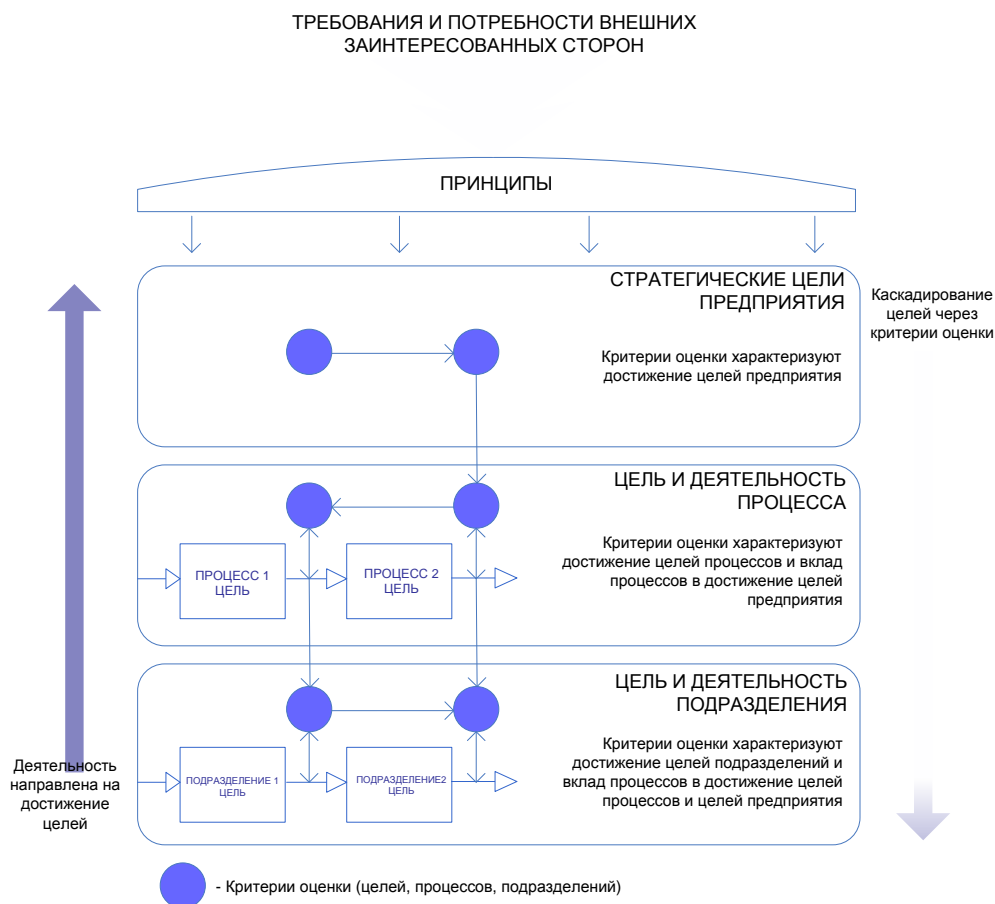 ТРЕБОВАНИЯ И ПОТРЕБНОСТИ ВНЕШНИХ
ЗАИНТЕРЕСОВАННЫХ СТОРОН
ПРИНЦИПЫ
СТРАТЕГИЧЕСКИЕ ЦЕЛИ
ПРЕДПРИЯТИЯ
Критерии оценки характеризуют
достижение целей предприятия
Каскадирование
целей через
критерии оценки
ЦЕЛЬ И ДЕЯТЕЛЬНОСТЬ
ПРОЦЕССА
Критерии оценки характеризуют
достижение целей процессов и вклад
процессов в достижение целей
предприятия
ПРОЦЕСС 1
ЦЕЛЬ
ПРОЦЕСС 2
ЦЕЛЬ
ЦЕЛЬ И ДЕЯТЕЛЬНОСТЬ
ПОДРАЗДЕЛЕНИЯ
Критерии оценки характеризуют
достижение целей подразделений и
вклад процессов в достижение целей
процессов и целей предприятия
ПОДРАЗДЕЛЕНИЕ 1
ЦЕЛЬ
ПОДРАЗДЕЛЕНИЕ2
ЦЕЛЬ
Деятельность
направлена на
достижение
целей
- Критерии оценки (целей, процессов, подразделений)